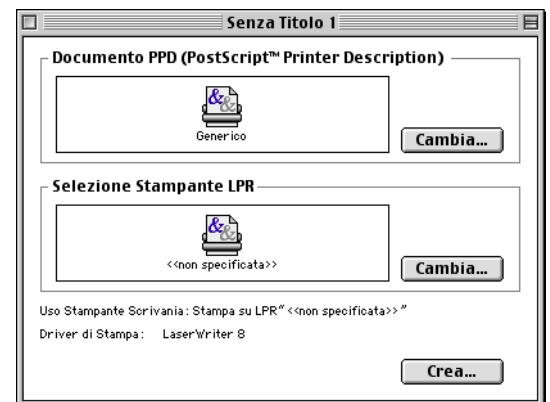 Senza Titolo 1
Documento PPD (PostScript™ Printer Description)
Generico
Cambia...
Selezione Stampante LPR
<<non specificata>>
Cambia...
Uso Stampante Scrivania: Stampa su LPR“<<non specificata>>”
Driver di Stampa: LaserWriter 8
Crea...